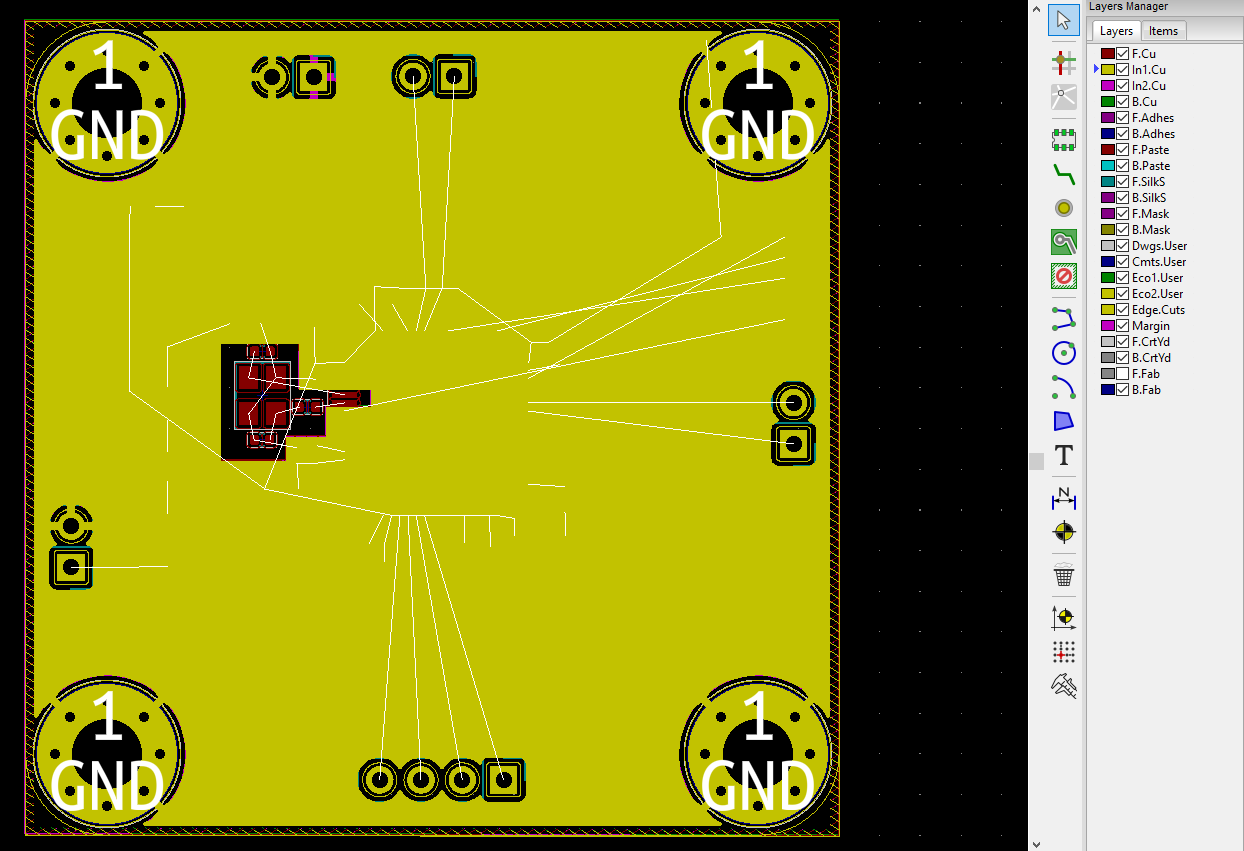 Layers Manager
Layers Items
F.Cu
In1.Cu
In2.Cu
B.Cu
F.Adhes
B.Adhes
F.Paste
B.Paste
F.SilkS
B.SilkS
F.Mask
B.Mask
Dwgs.User
Cmts.User
Eco1.User
Eco2.User
Edge.Cuts
Margin
F.CrtYd
B.CrtYd
F.Fab
B.Fab
1
GND
1
GND
1
GND
1
GND
T
N